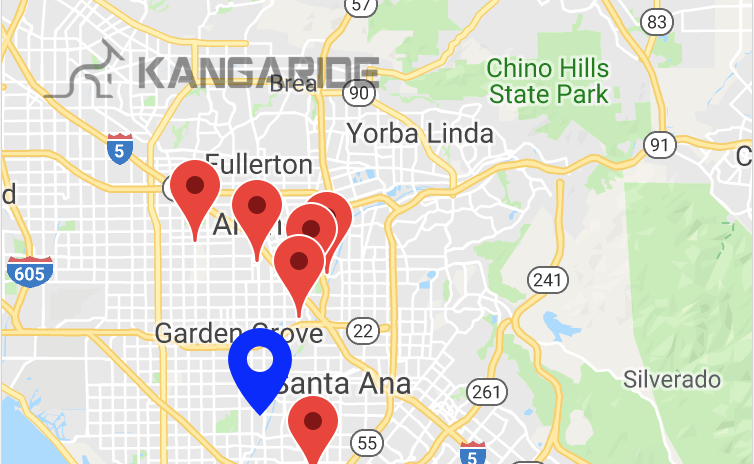 57
83
KANGARIDE
Brea
90
Chino Hills
State Park
Yorba Linda
91
5
Fullerton
605
241
Garden Grove
22
Santa Ana
261
Silverado
55
5